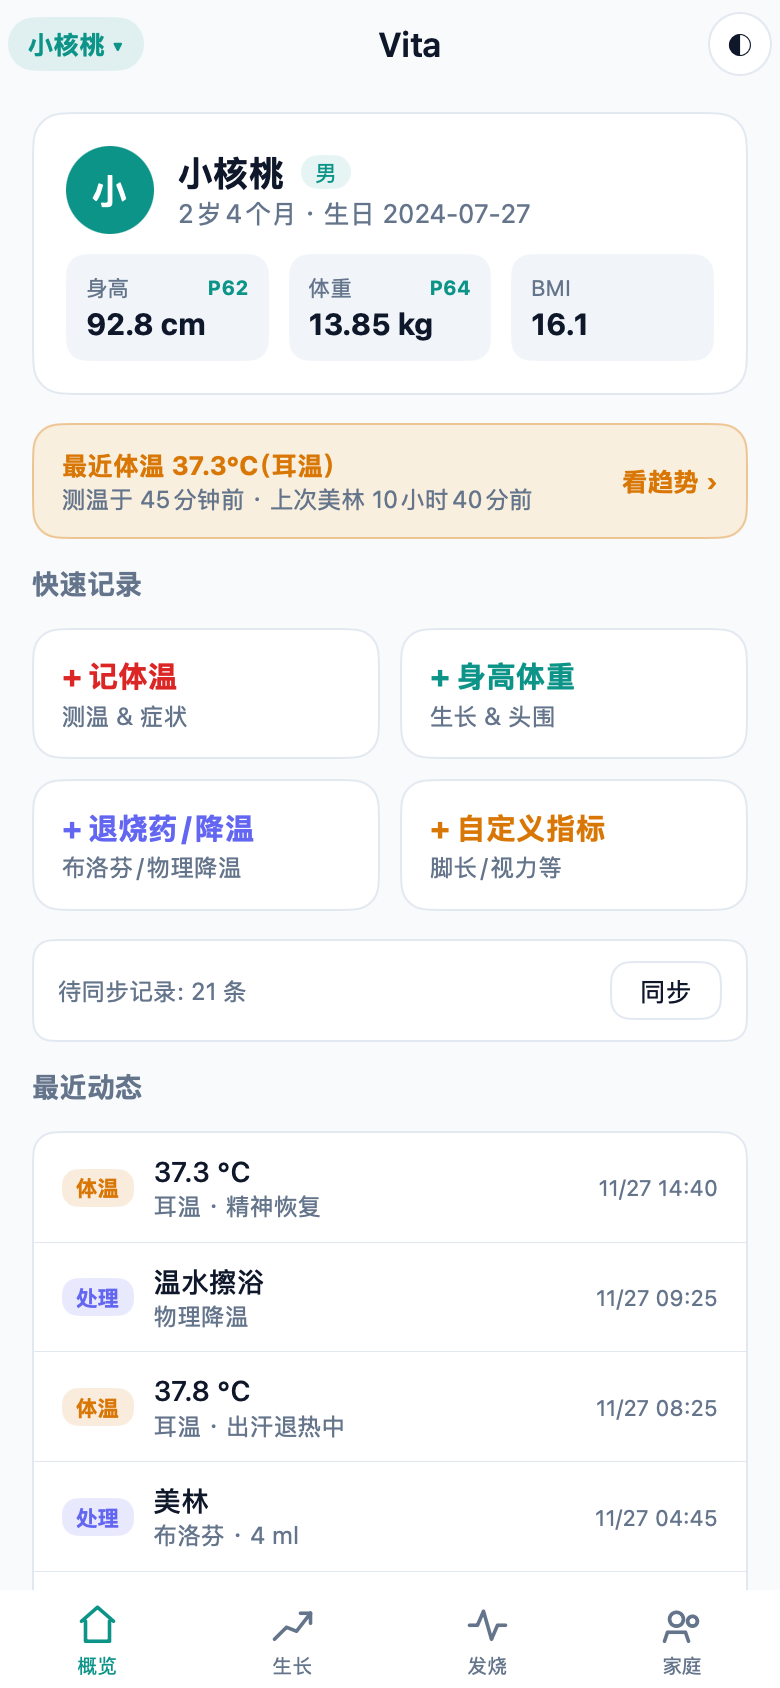 小核桃 ▾
Vita
小
小核桃 男
2岁4个月 · 生日 2024-07-27
身高 P62
92.8 cm
体重 P64
13.85 kg
BMI
16.1
最近体温 37.3°C(耳温)
测温于 45分钟前 · 上次美林 10小时40分前
看趋势 ›
快速记录
+ 记体温
测温 & 症状
+ 身高体重
生长 & 头围
+ 退烧药/降温
布洛芬/物理降温
+ 自定义指标
脚长/视力等
待同步记录: 21 条
同步
最近动态
体温
37.3 °C
耳温 · 精神恢复
11/27 14:40
处理
温水擦浴
物理降温
11/27 09:25
体温
37.8 °C
耳温 · 出汗退热中
11/27 08:25
处理
美林
布洛芬 · 4 ml
11/27 04:45
概览
生长
发烧
家庭